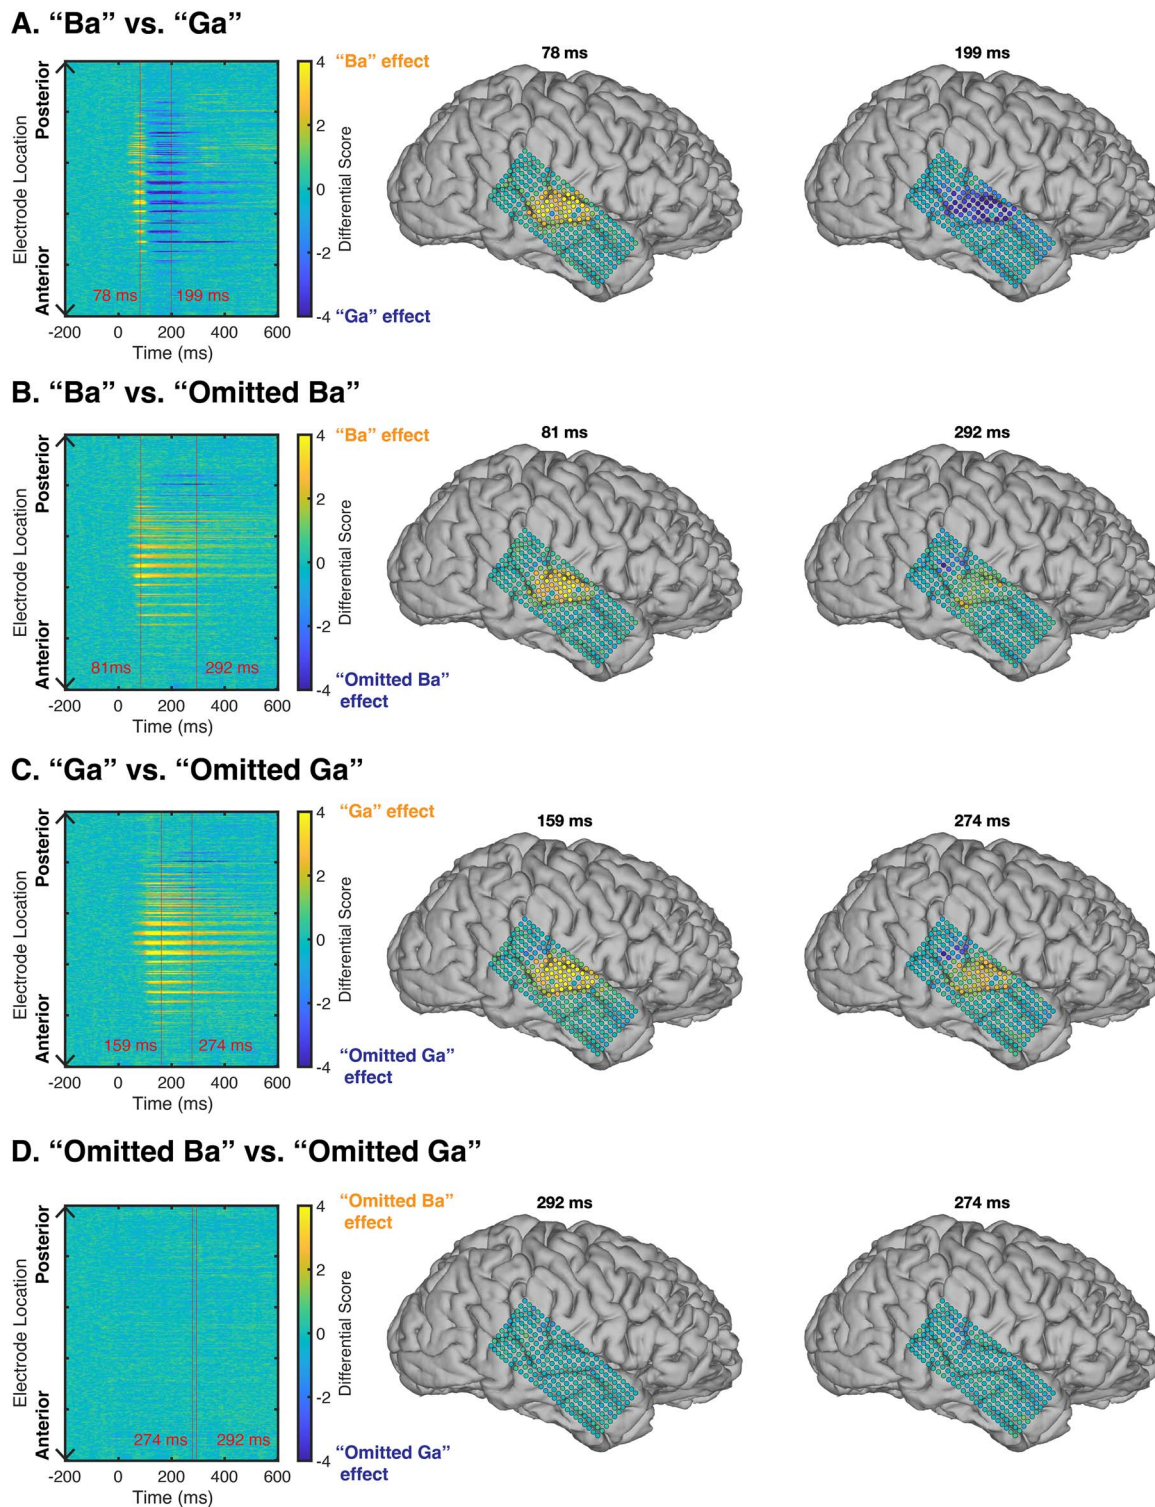 A. “Ba” vs. “Ga”
Posterior
Electrode Location
Anterior
78 ms
199 ms
-200
0
200
400
600
Time (ms)
4
2
0
-2
-4
Differential Score
“Ba” effect
“Ga” effect
78 ms
199 ms
B. “Ba” vs. “Omitted Ba”
Posterior
Electrode Location
Anterior
81ms
292 ms
-200
0
200
400
600
Time (ms)
4
2
0
-2
-4
Differential Score
“Ba” effect
“Omitted Ba”
effect
81 ms
292 ms
C. “Ga” vs. “Omitted Ga”
Posterior
Electrode Location
Anterior
159 ms
274 ms
-200
0
200
400
600
Time (ms)
4
2
0
-2
-4
Differential Score
“Ga” effect
“Omitted Ga”
effect
159 ms
274 ms
D. “Omitted Ba” vs. “Omitted Ga”
Posterior
Electrode Location
Anterior
274 ms
292 ms
-200
0
200
400
600
Time (ms)
4
2
0
-2
-4
Differential Score
“Omitted Ba”
effect
“Omitted Ga”
effect
292 ms
274 ms